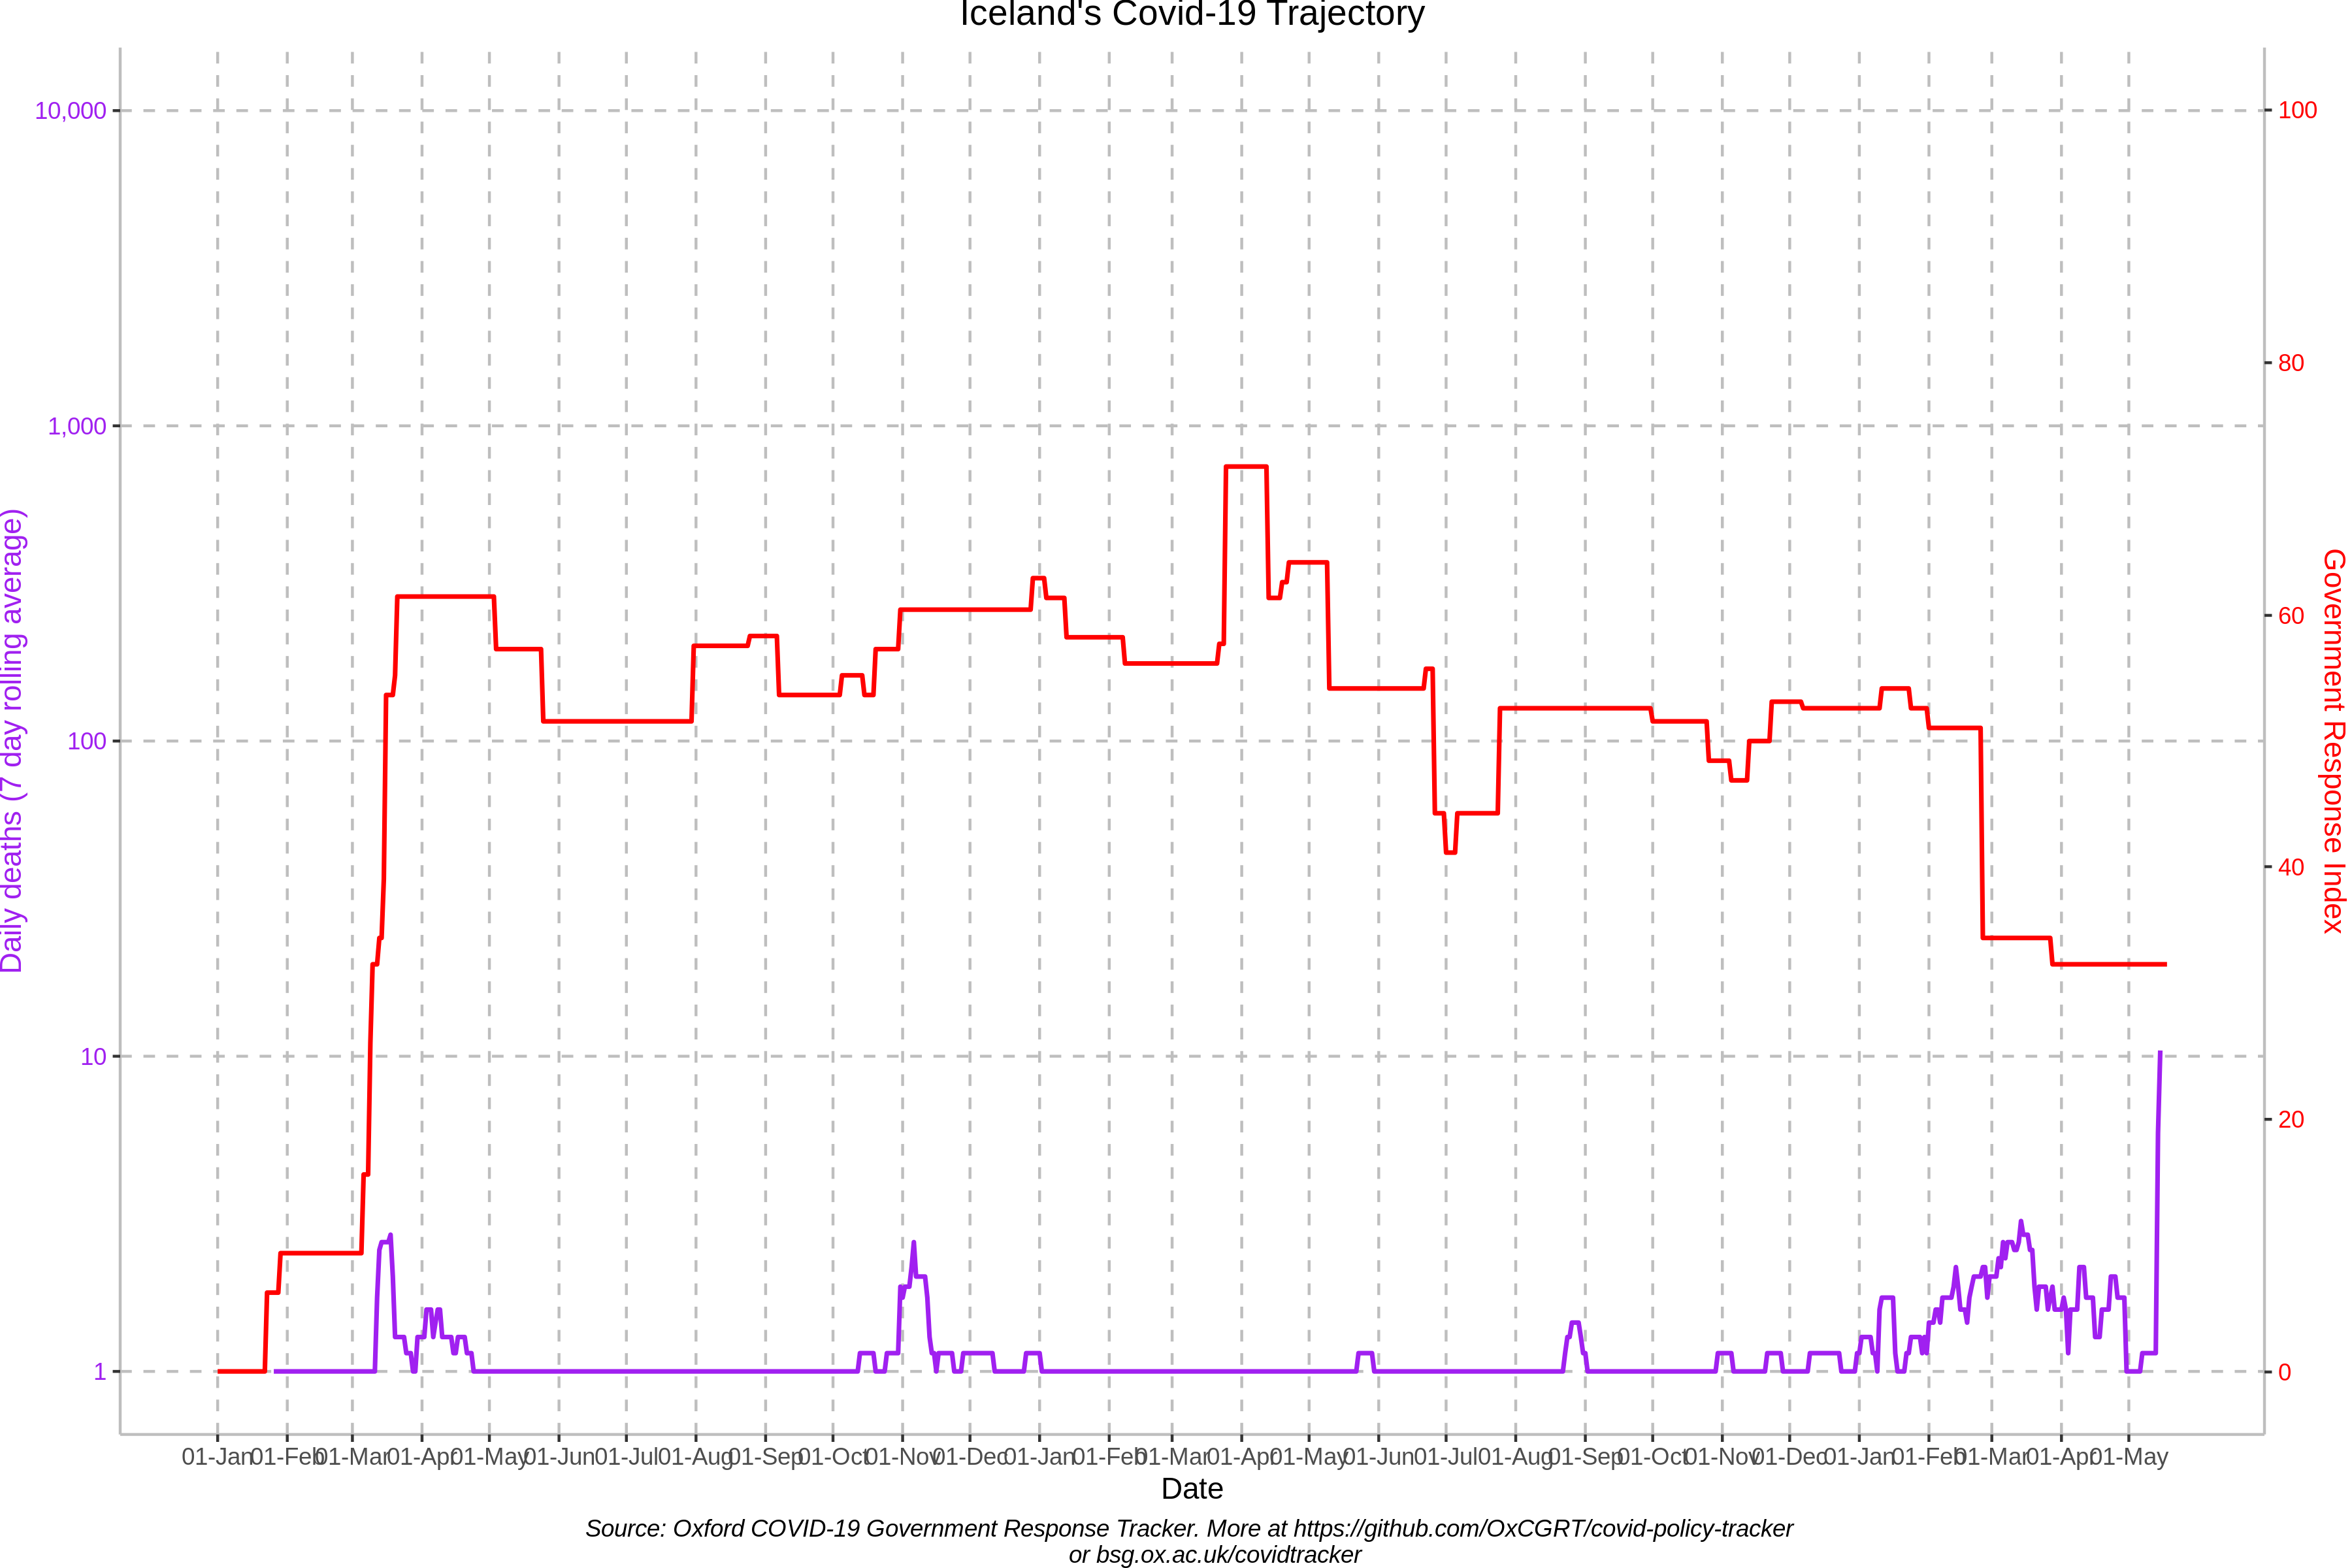 Iceland's Covid-19 Trajectory
10,000
1,000
100
10
1
Daily deaths (7 day rolling average)
100
80
60
40
20
0
Government Response Index
01-Jan 01-Feb 01-Mar 01-Apr 01-May 01-Jun 01-Jul 01-Aug 01-Sep 01-Oct 01-Nov 01-Dec 01-Jan 01-Feb 01-Mar 01-Apr 01-May 01-Jun 01-Jul 01-Aug 01-Sep 01-Oct 01-Nov 01-Dec 01-Jan 01-Feb 01-Mar 01-Apr 01-May
Date
Source: Oxford COVID-19 Government Response Tracker. More at https://github.com/OxCGRT/covid-policy-tracker
or bsg.ox.ac.uk/covidtracker